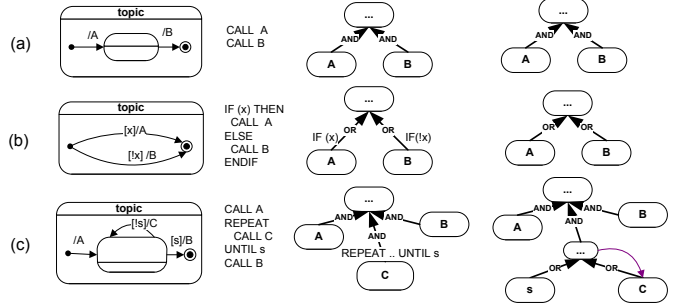 (a)
topic
/A
/B
CALL A
CALL B
...
AND
AND
A
B
...
AND
AND
A
B
(b)
topic
[x]/A
[!x] /B
IF (x) THEN
CALL A
ELSE
CALL B
ENDIF
...
IF (x)
OR
OR
IF(!x)
A
B
...
OR
OR
A
B
(c)
topic
[!s]/C
/A
[s]/B
CALL A
REPEAT
CALL C
UNTIL s
CALL B
...
AND
AND
A
B
AND
REPEAT .. UNTIL s
C
...
AND
AND
A
B
AND
...
OR
OR
s
C